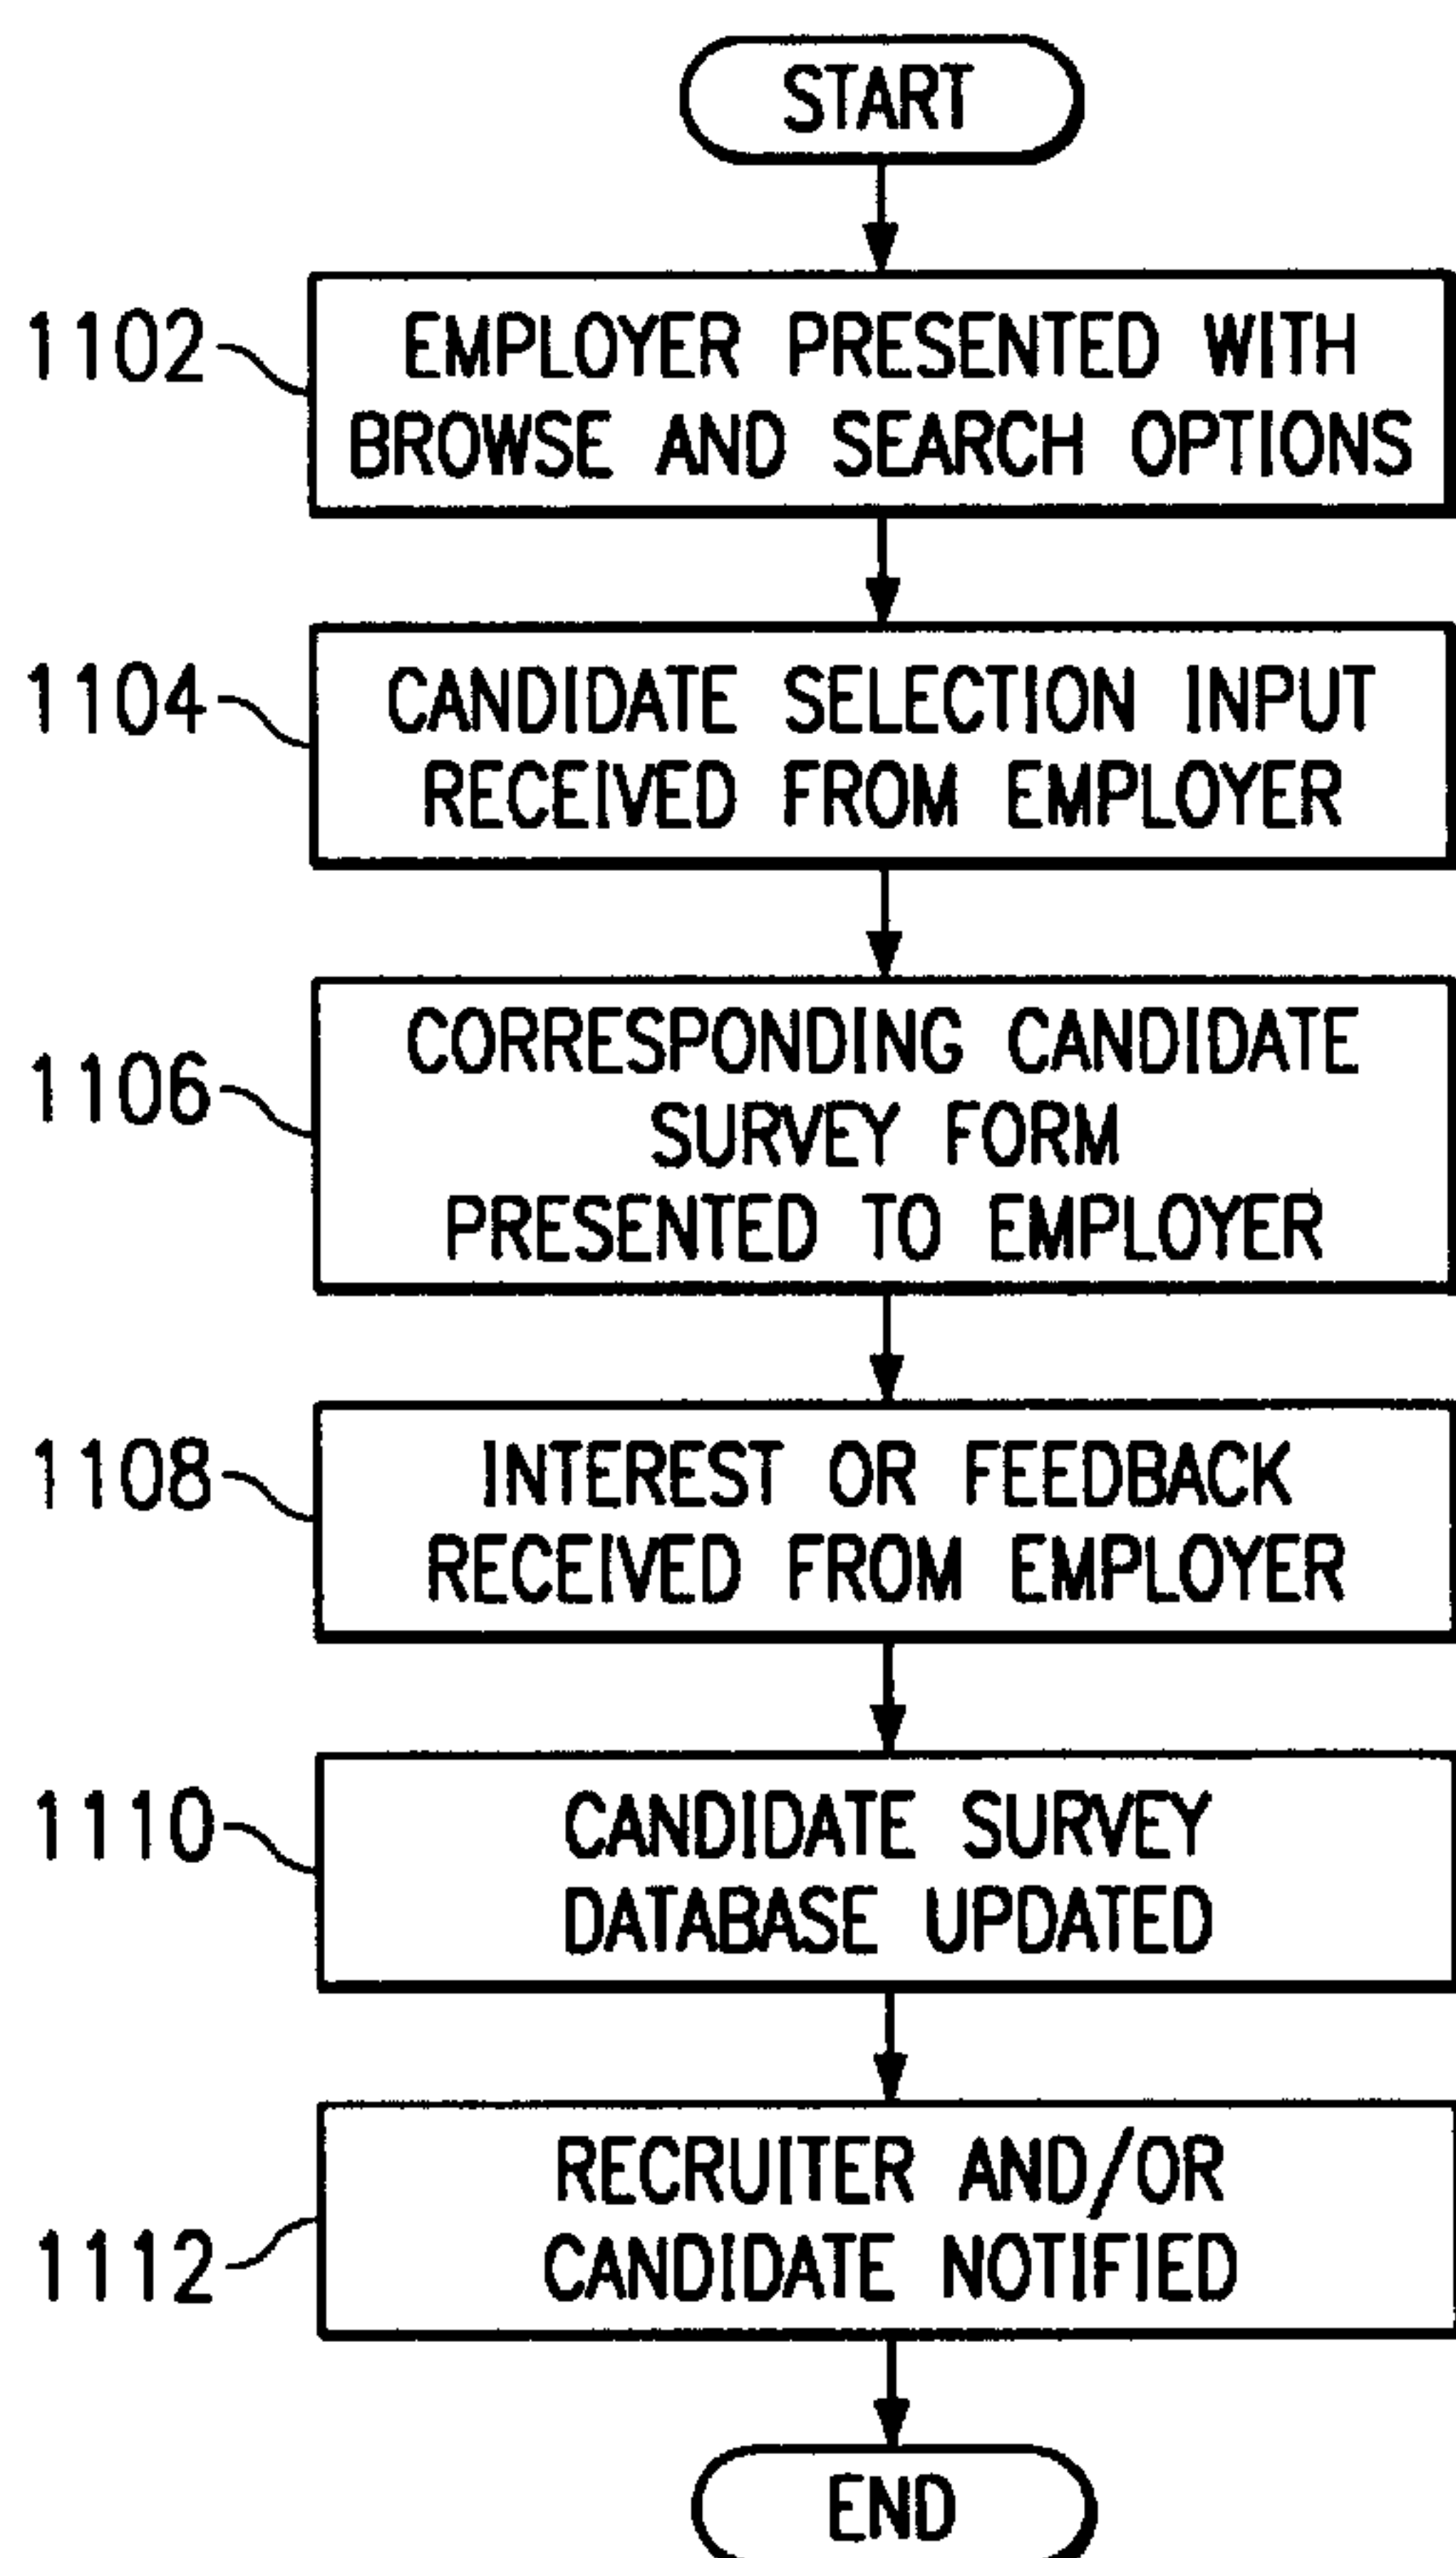 START
1102
EMPLOYER PRESENTED WITH
BROWSE AND SEARCH OPTIONS
1104
CANDIDATE SELECTION INPUT
RECEIVED FROM EMPLOYER
1106
CORRESPONDING CANDIDATE
SURVEY FORM
PRESENTED TO EMPLOYER
1108
INTEREST OR FEEDBACK
RECEIVED FROM EMPLOYER
1110
CANDIDATE SURVEY
DATABASE UPDATED
1112
RECRUITER AND/OR
CANDIDATE NOTIFIED
END